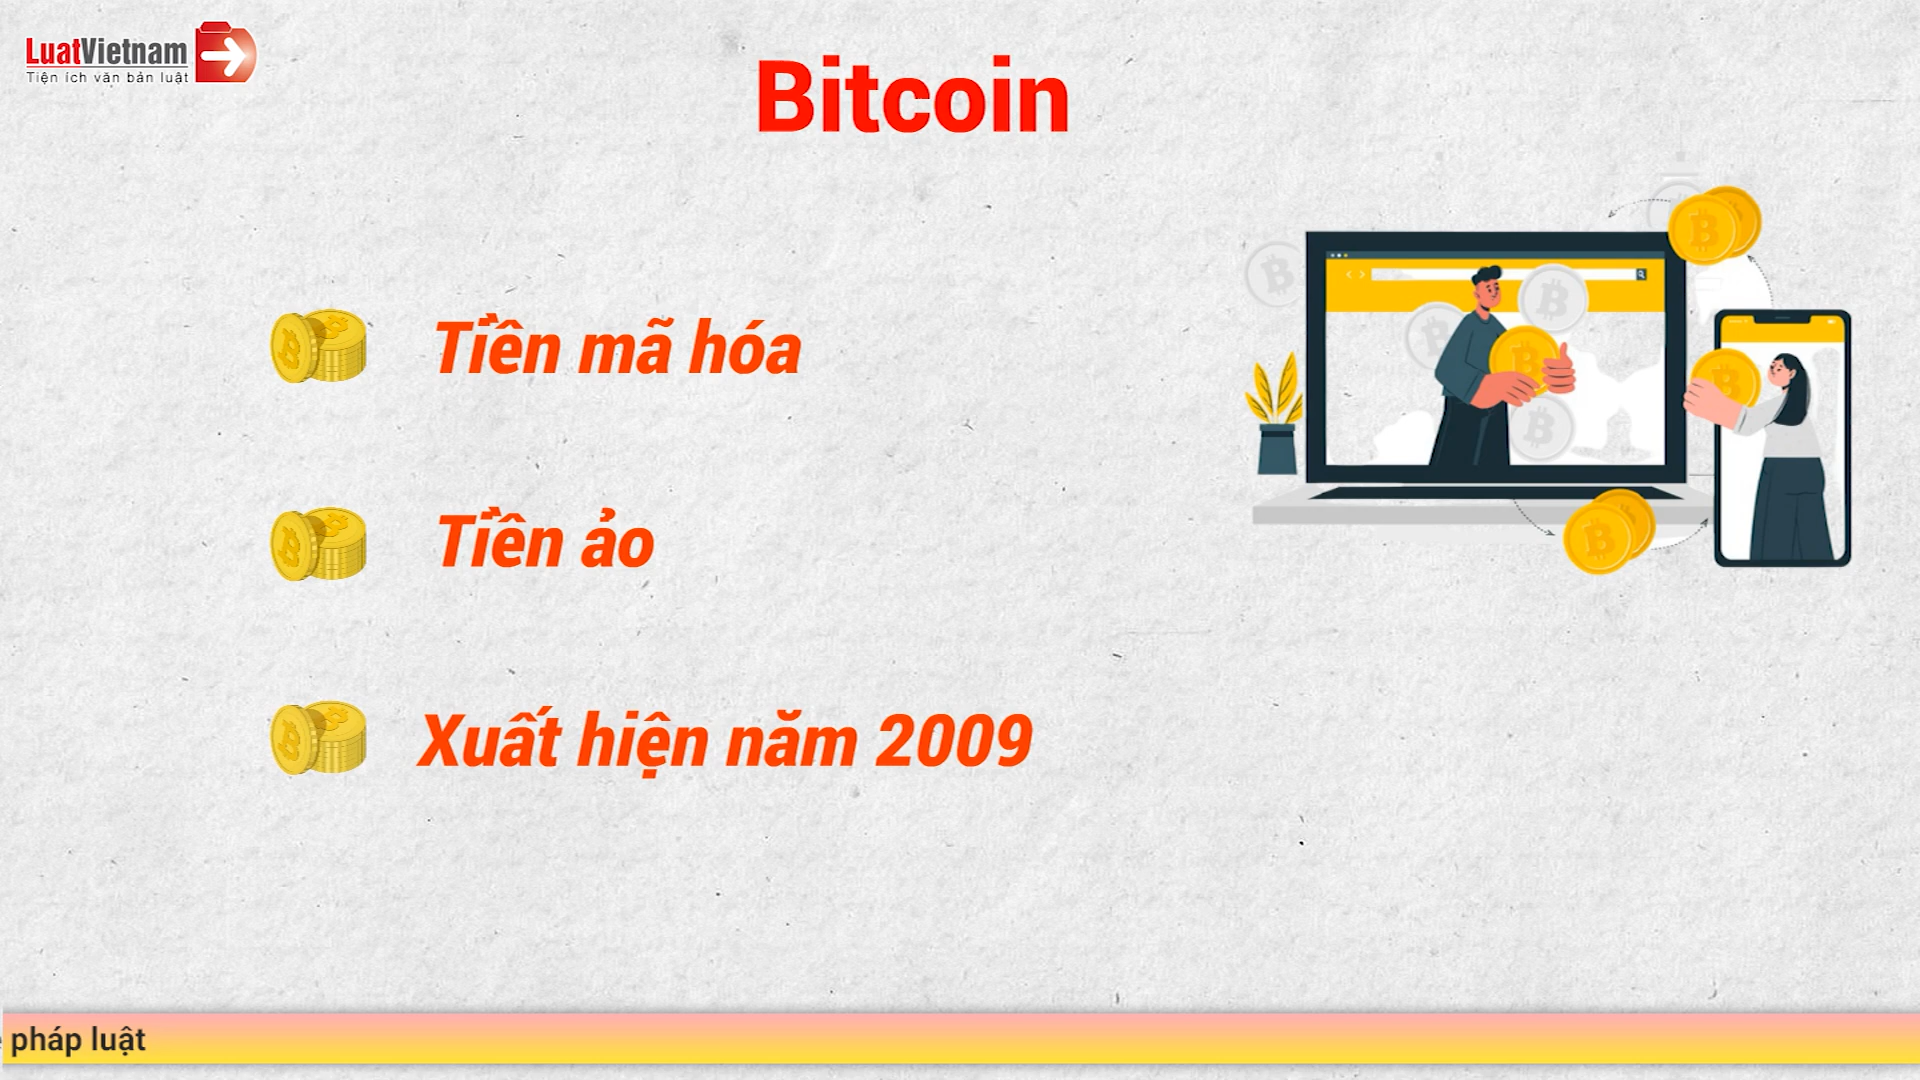 LuatVietnam
Tiện ích văn bản luật
Bitcoin
Tiền mã hóa
Tiền ảo
Xuất hiện năm 2009
pháp luật